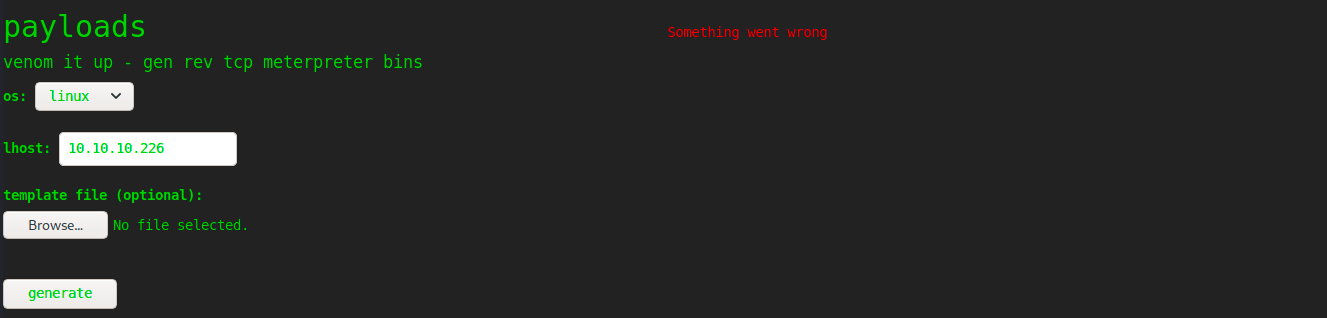 payloads
Something went wrong
venom it up - gen rev tcp meterpreter bins
os: linux
lhost: 10.10.10.226
template file (optional):
Browse... No file selected.
generate